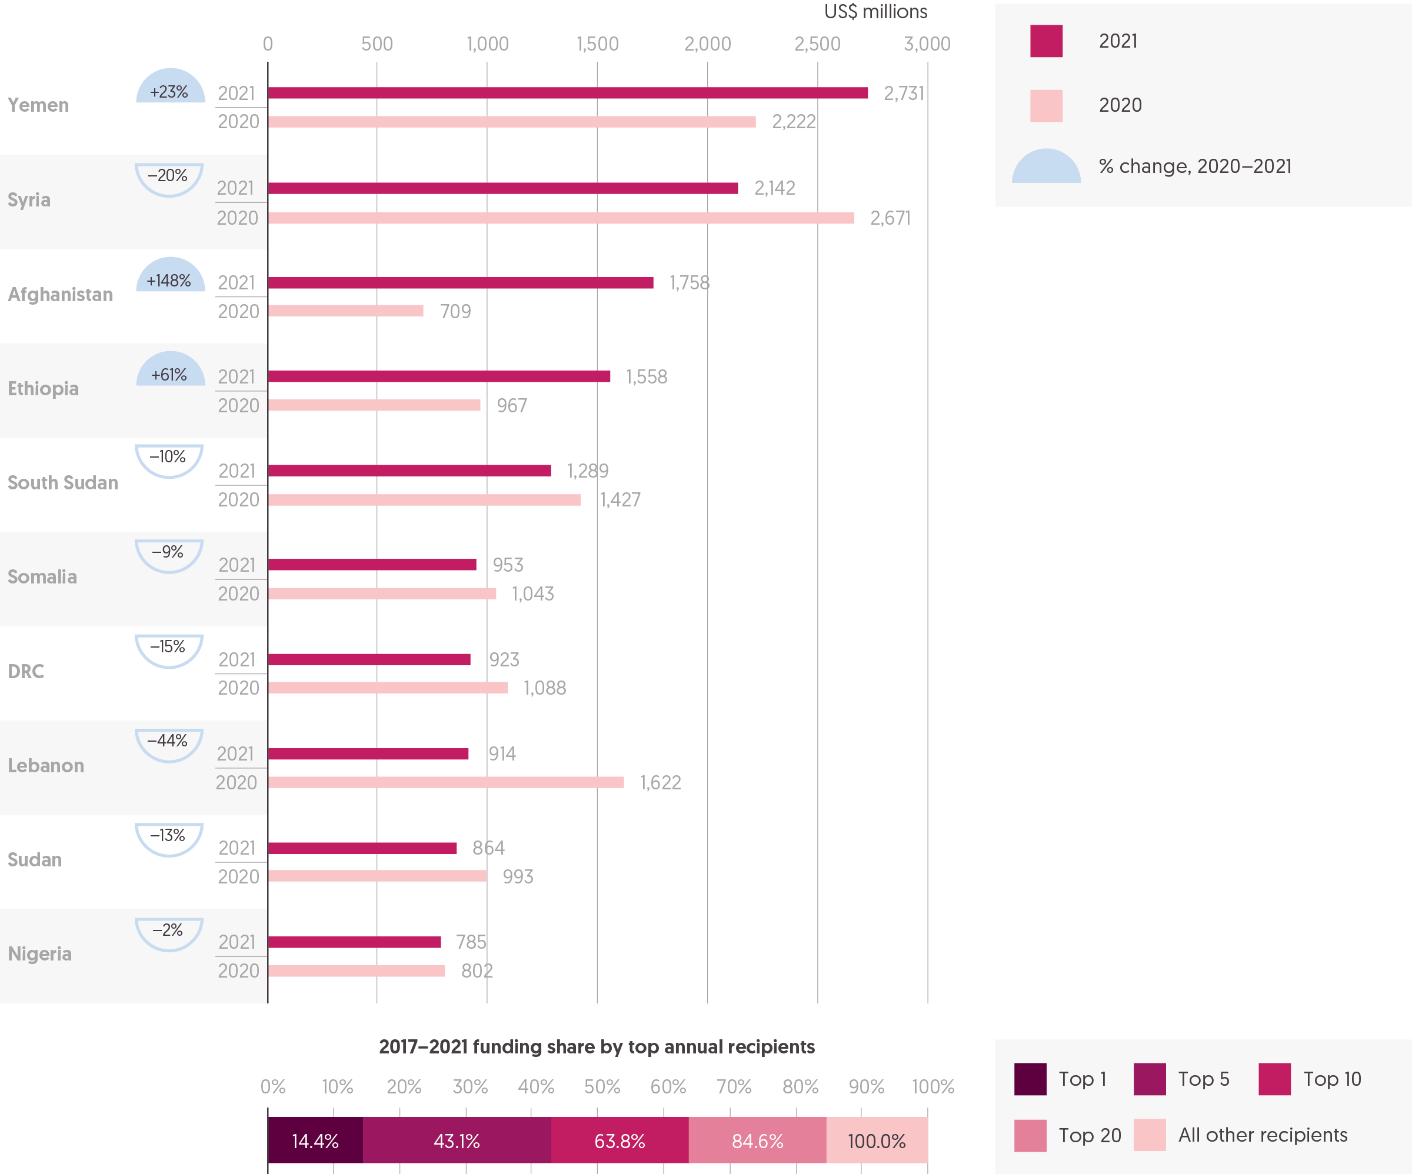 US$ millions
0 500 1,000 1,500 2,000 2,500 3,000
2021
2020
% change, 2020–2021
Yemen +23% 2021 2,731
2020 2,222
Syria –20% 2021 2,142
2020 2,671
Afghanistan +148% 2021 1,758
2020 709
Ethiopia +61% 2021 1,558
2020 967
South Sudan –10% 2021 1,289
2020 1,427
Somalia –9% 2021 953
2020 1,043
DRC –15% 2021 923
2020 1,088
Lebanon –44% 2021 914
2020 1,622
Sudan –13% 2021 864
2020 993
Nigeria –2% 2021 785
2020 802
2017–2021 funding share by top annual recipients
0% 10% 20% 30% 40% 50% 60% 70% 80% 90% 100%
14.4% 43.1% 63.8% 84.6% 100.0%
Top 1 Top 5 Top 10
Top 20 All other recipients